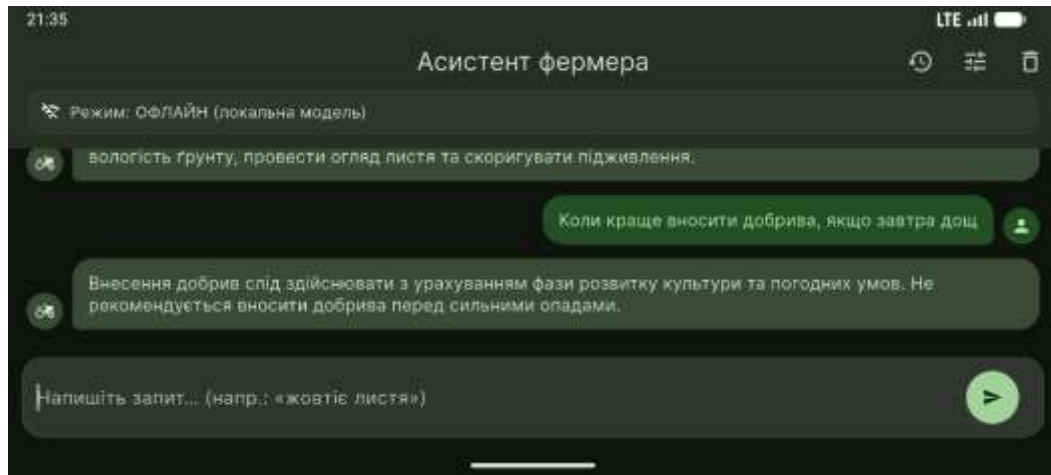 21:35
LTE
Асистент фермера
Режим: ОФЛАЙН (локальна модель)
вологість ґрунту, провести огляд листя та скоригувати підживлення.
Коли краще вносити добрива, якщо завтра дощ
Внесення добрив слід здійснювати з урахуванням фази розвитку культури та погодних умов. Не
рекомендується вносити добрива перед сильними опадами.
Напишіть запит... (напр.: «жовтіє листя»)